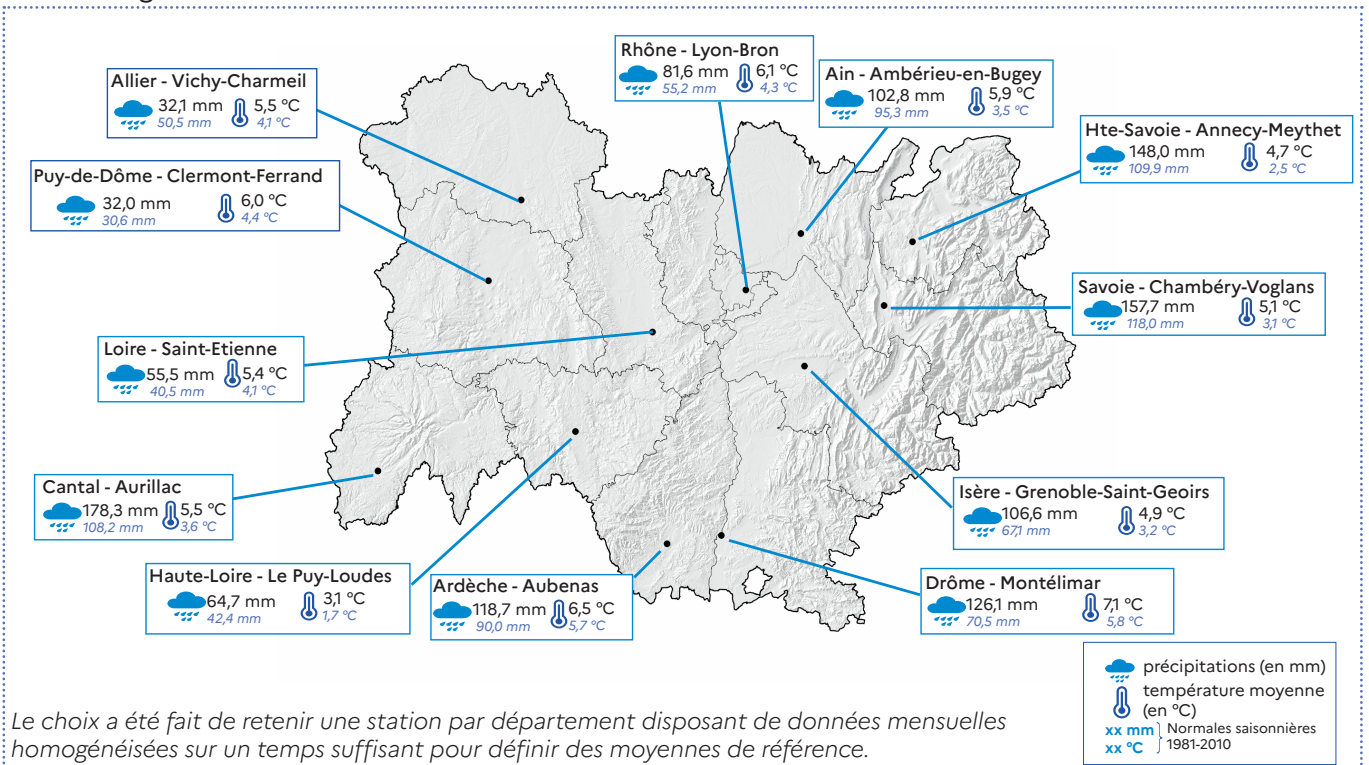 Rhône - Lyon-Bron
81,6 mm 6,1 °C
55,2 mm 4,3 °C
Allier - Vichy-Charmeil
32,1 mm 5,5 °C
50,5 mm 4,1 °C
Ain - Ambérieu-en-Bugey
102,8 mm 5,9 °C
95,3 mm 3,5 °C
Hte-Savoie - Annecy-Meythet
148,0 mm 4,7 °C
109,9 mm 2,5 °C
Puy-de-Dôme - Clermont-Ferrand
32,0 mm 6,0 °C
30,6 mm 4,4 °C
Savoie - Chambéry-Voglans
157,7 mm 5,1 °C
118,0 mm 3,1 °C
Loire - Saint-Etienne
55,5 mm 5,4 °C
40,5 mm 4,1 °C
Cantal - Aurillac
178,3 mm 5,5 °C
108,2 mm 3,6 °C
Isère - Grenoble-Saint-Geoirs
106,6 mm 4,9 °C
67,1 mm 3,2 °C
Haute-Loire - Le Puy-Loudes
64,7 mm 3,1 °C
42,4 mm 1,7 °C
Ardèche - Aubenas
118,7 mm 6,5 °C
90,0 mm 5,7 °C
Drôme - Montélimar
126,1 mm 7,1 °C
70,5 mm 5,8 °C
précipitations (en mm)
température moyenne
(en °C)
xx mm Normales saisonnières
xx °C 1981-2010
Le choix a été fait de retenir une station par département disposant de données mensuelles
homogénéisées sur un temps suffisant pour définir des moyennes de référence.